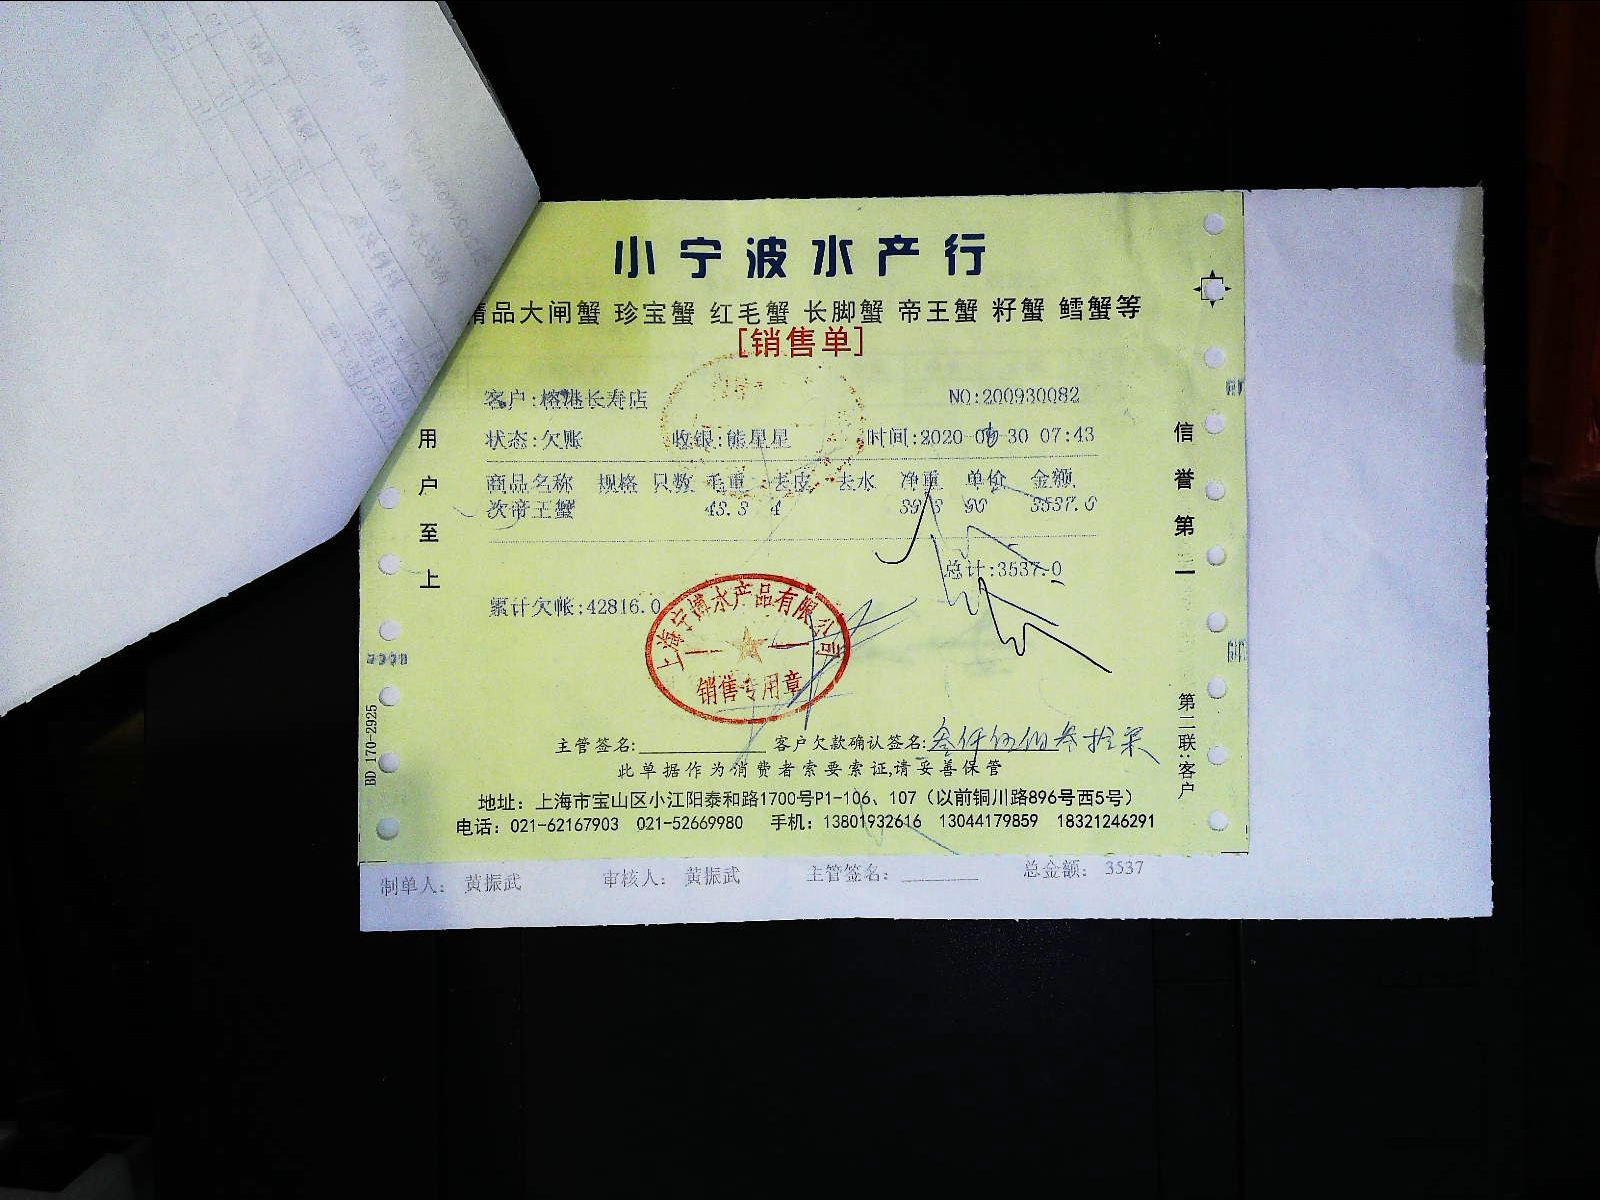 小宁波水产行
精品大闸蟹 珍宝蟹 红毛蟹 长脚蟹 帝王蟹 籽蟹 鳕蟹等
[销售单]
客户:榕港长寿店 NO:200930082
状态:欠账 收银:熊星星 时间:2020-09-30 07:43
商品名称 规格 只数 毛重 去皮 去水 净重 单价 金额
次帝王蟹 43.3 4 39.3 90 3537.0
总计:3537.0
累计欠帐:42816.0
上海宁博水产品有限公司
销售专用章
主管签名: 客户欠款确认签名:叁仟伍佰叁拾柒
此单据作为消费者索要索证,请妥善保管
地址：上海市宝山区小江阳泰和路1700号P1-106、107（以前铜川路896号西5号）
电话：021-62167903 021-52669980 手机：13801932616 13044179859 18321246291
用户至上
信誉第一
第二联:客户
BD 170-2925
制单人： 黄振武 审核人： 黄振武 主管签名： 总金额： 3537